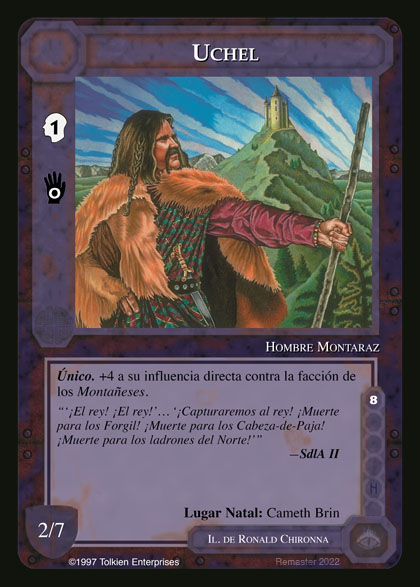 Uchel
1
0
Hombre Montaraz
Único. +4 a su influencia directa contra la facción de
los Montañeses.
“‘¡El rey! ¡El rey!’… ‘¡Capturaremos al rey! ¡Muerte
para los Forgil! ¡Muerte para los Cabeza-de-Paja!
¡Muerte para los ladrones del Norte!’”
—SdlA II
8
H
Lugar Natal: Cameth Brin
2/7
Il. de Ronald Chironna
©1997 Tolkien Enterprises
Remaster 2022